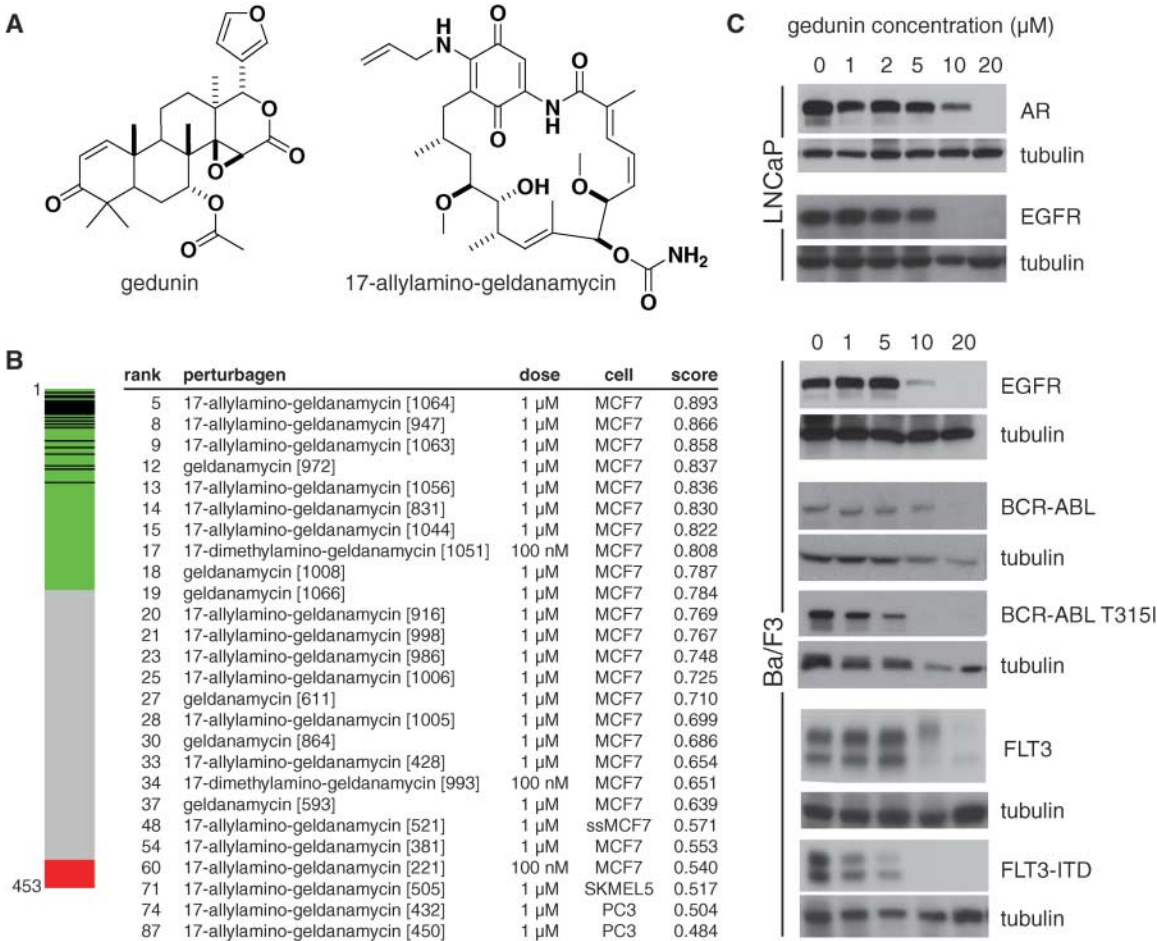 A
O
O
O
O
O
O
O
gedunin
H
N
O
O
N
H
O
O
O
OH
O
O
NH2
O
17-allylamino-geldanamycin
B
1
453
rank perturbagen dose cell score
5 17-allylamino-geldanamycin [1064] 1 µM MCF7 0.893
8 17-allylamino-geldanamycin [947] 1 µM MCF7 0.866
9 17-allylamino-geldanamycin [1063] 1 µM MCF7 0.858
12 geldanamycin [972] 1 µM MCF7 0.837
13 17-allylamino-geldanamycin [1056] 1 µM MCF7 0.836
14 17-allylamino-geldanamycin [831] 1 µM MCF7 0.830
15 17-allylamino-geldanamycin [1044] 1 µM MCF7 0.822
17 17-dimethylamino-geldanamycin [1051] 100 nM MCF7 0.808
18 geldanamycin [1008] 1 µM MCF7 0.787
19 geldanamycin [1066] 1 µM MCF7 0.784
20 17-allylamino-geldanamycin [916] 1 µM MCF7 0.769
21 17-allylamino-geldanamycin [998] 1 µM MCF7 0.767
23 17-allylamino-geldanamycin [986] 1 µM MCF7 0.748
25 17-allylamino-geldanamycin [1006] 1 µM MCF7 0.725
27 geldanamycin [611] 1 µM MCF7 0.710
28 17-allylamino-geldanamycin [1005] 1 µM MCF7 0.699
30 geldanamycin [864] 1 µM MCF7 0.686
33 17-allylamino-geldanamycin [428] 1 µM MCF7 0.654
34 17-dimethylamino-geldanamycin [993] 100 nM MCF7 0.651
37 geldanamycin [593] 1 µM MCF7 0.639
48 17-allylamino-geldanamycin [521] 1 µM ssMCF7 0.571
54 17-allylamino-geldanamycin [381] 1 µM MCF7 0.553
60 17-allylamino-geldanamycin [221] 100 nM MCF7 0.540
71 17-allylamino-geldanamycin [505] 1 µM SKMEL5 0.517
74 17-allylamino-geldanamycin [432] 1 µM PC3 0.504
87 17-allylamino-geldanamycin [450] 1 µM PC3 0.484
C
gedunin concentration (µM)
0 1 2 5 10 20
LNCaP
AR
tubulin
EGFR
tubulin
0 1 5 10 20
Ba/F3
EGFR
tubulin
BCR-ABL
tubulin
BCR-ABL T315I
tubulin
FLT3
tubulin
FLT3-ITD
tubulin